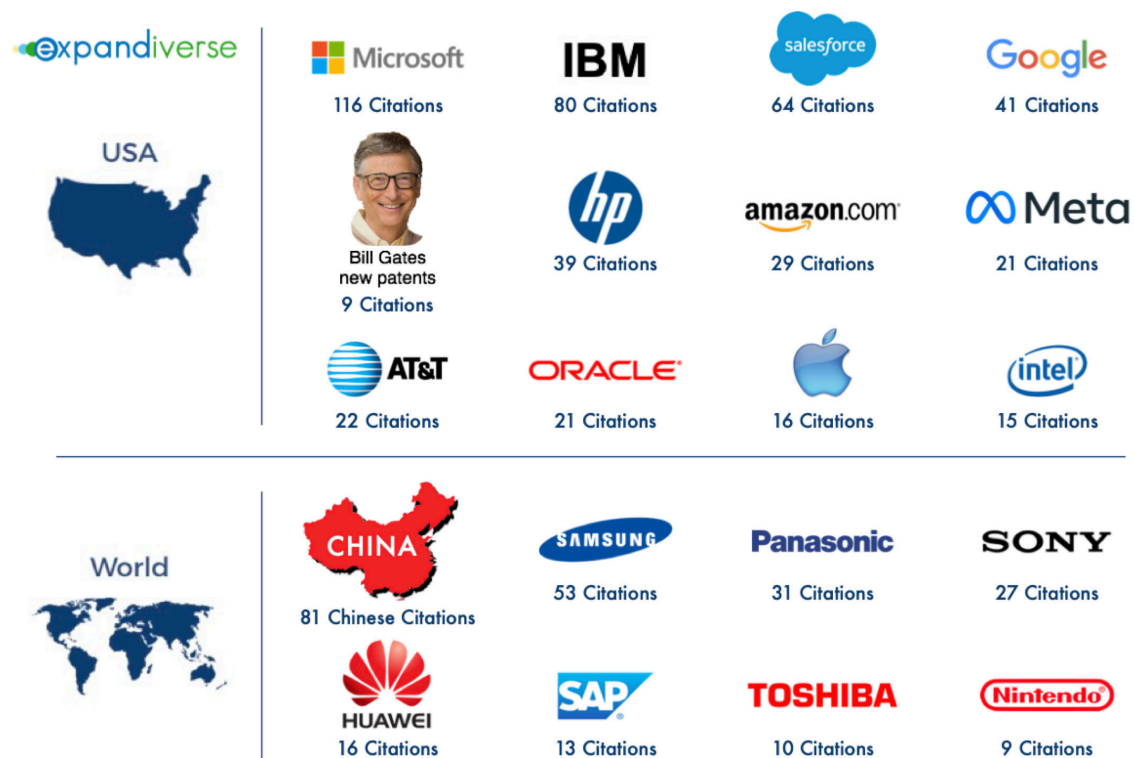 expandiverse
USA
Microsoft
116 Citations
IBM
80 Citations
salesforce
64 Citations
Google
41 Citations
Bill Gates
new patents
9 Citations
hp
39 Citations
amazon.com
29 Citations
Meta
21 Citations
AT&T
22 Citations
ORACLE
21 Citations
16 Citations
intel
15 Citations
World
CHINA
81 Chinese Citations
SAMSUNG
53 Citations
Panasonic
31 Citations
SONY
27 Citations
HUAWEI
16 Citations
SAP
13 Citations
TOSHIBA
10 Citations
Nintendo
9 Citations